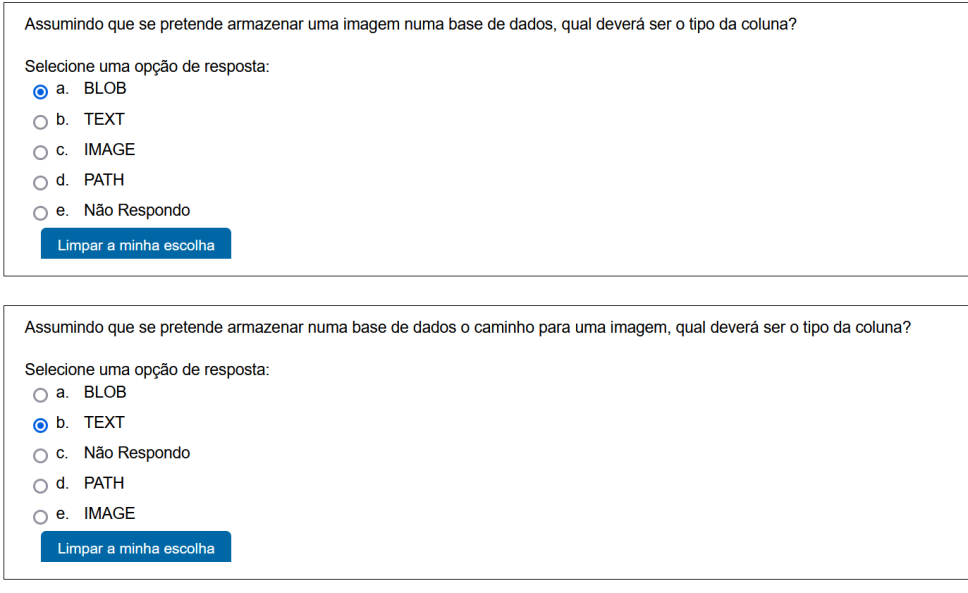 Assumindo que se pretende armazenar uma imagem numa base de dados, qual deverá ser o tipo da coluna?
Selecione uma opção de resposta:
a. BLOB
b. TEXT
c. IMAGE
d. PATH
e. Não Respondo
Limpar a minha escolha
Assumindo que se pretende armazenar numa base de dados o caminho para uma imagem, qual deverá ser o tipo da coluna?
Selecione uma opção de resposta:
a. BLOB
b. TEXT
c. Não Respondo
d. PATH
e. IMAGE
Limpar a minha escolha